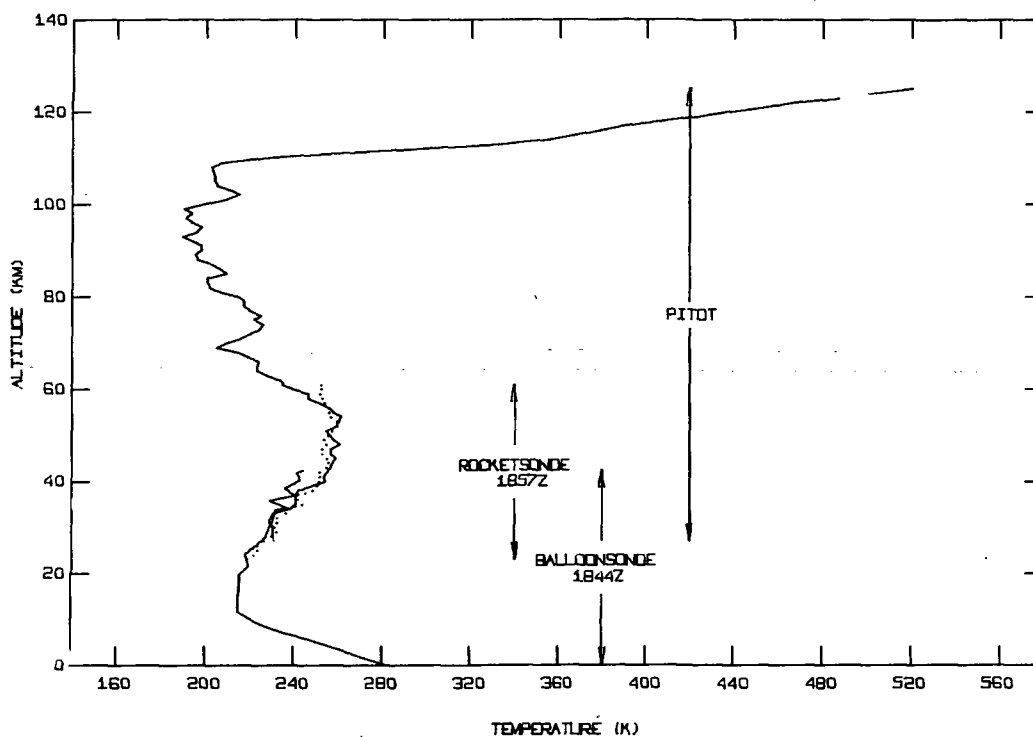 140
120
100
80
60
40
20
0
ALTITUDE (KM)
PITOT
ROCKETSONDE
1857Z
BALLOONSONDE
1844Z
160 200 240 280 320 360 400 440 480 520 560
TEMPERATURE (K)